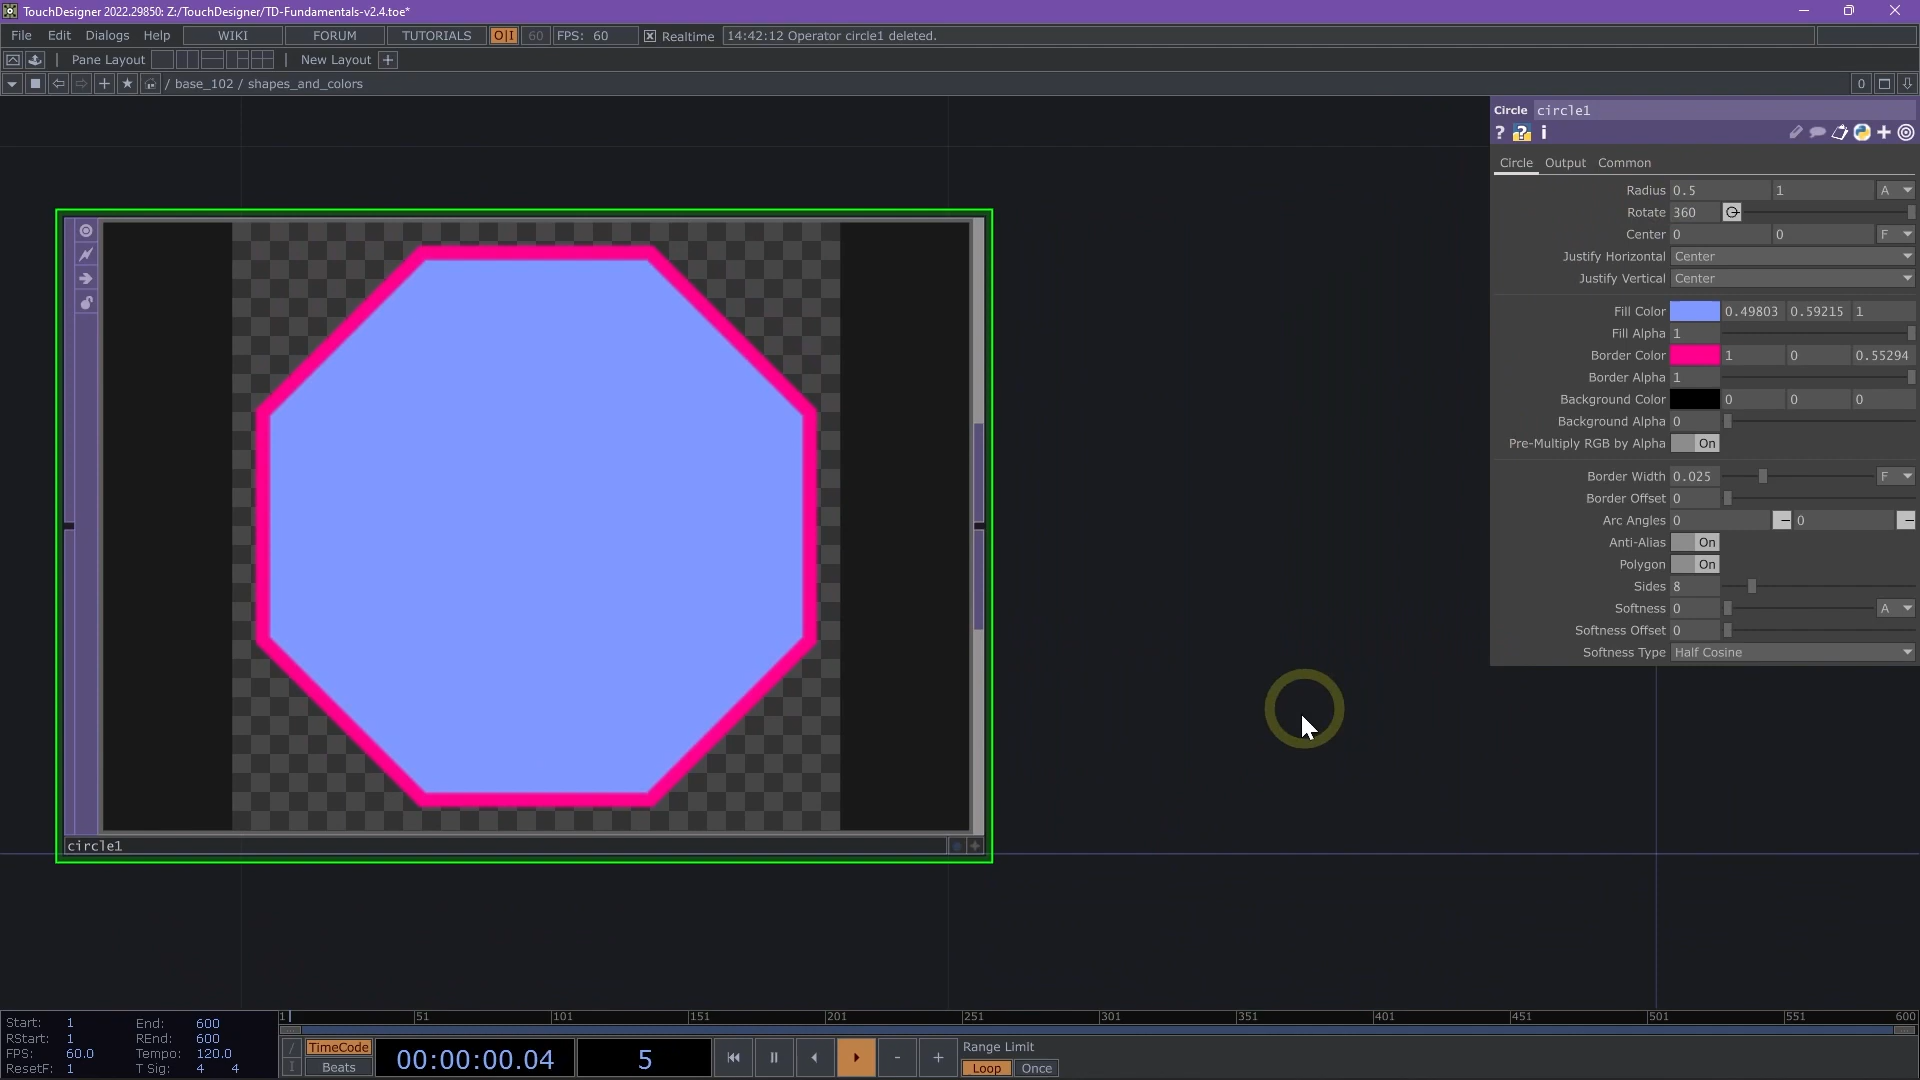 TouchDesigner 2022.29850: Z:/TouchDesigner/TD-Fundamentals-v2.4.toe*
File Edit Dialogs Help WIKI FORUM TUTORIALS O|I 60 FPS: 60 Realtime 14:42:12 Operator circle1 deleted.
Pane Layout New Layout +
/ base_102 / shapes_and_colors 0
Circle circle1
? ? i
Circle Output Common
Radius 0.5 1 A
Rotate 360
Center 0 0 F
Justify Horizontal Center
Justify Vertical Center
Fill Color 0.49803 0.59215 1
Fill Alpha 1
Border Color 1 0 0.55294
Border Alpha 1
Background Color 0 0 0
Background Alpha 0
Pre-Multiply RGB by Alpha On
Border Width 0.025 F
Border Offset 0
Arc Angles 0 0
Anti-Alias On
Polygon On
Sides 8
Softness 0 A
Softness Offset 0
Softness Type Half Cosine
circle1
1 51 101 151 201 251 301 351 401 451 501 551 600
Start: 1 End: 600
RStart: 1 REnd: 600
FPS: 60.0 Tempo: 120.0
ResetF: 1 T Sig: 4 4
TimeCode
Beats
00:00:00.04 5 - +
Range Limit
Loop Once